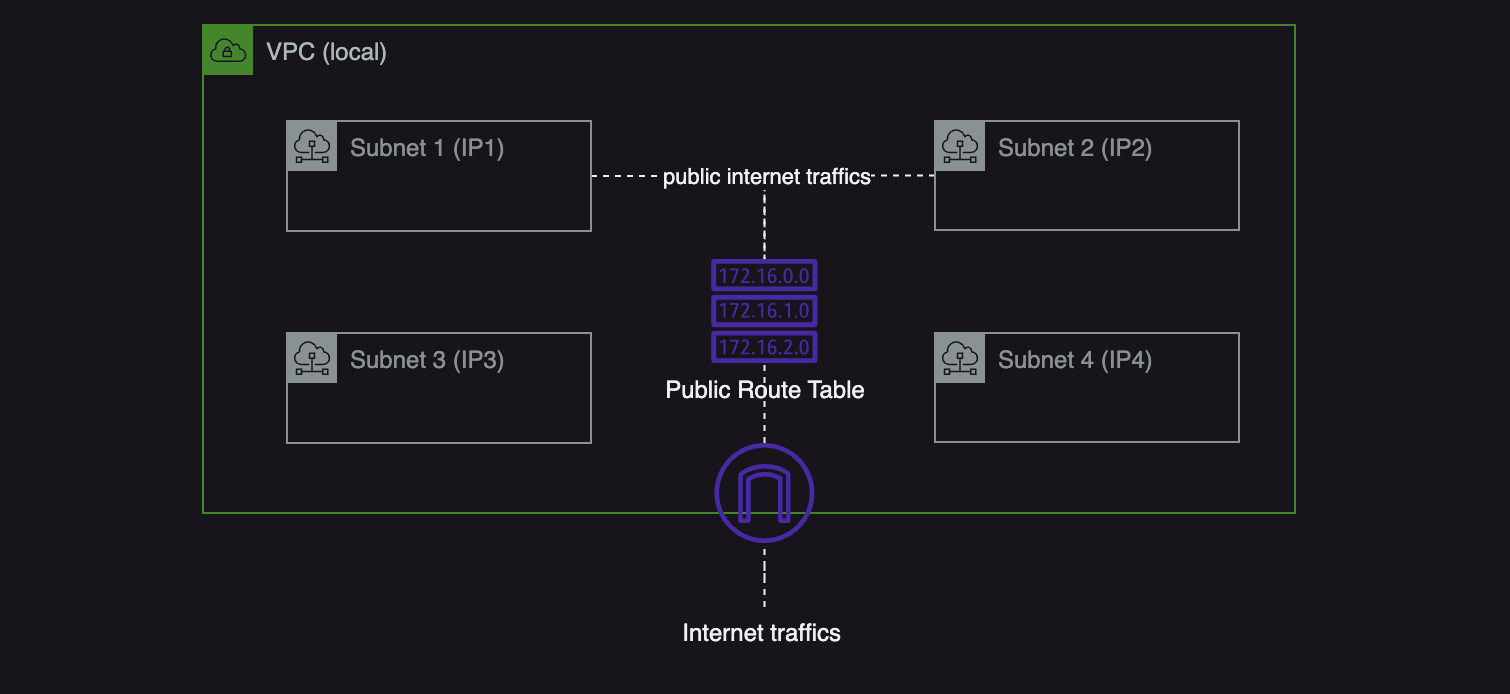 VPC (local)
Subnet 1 (IP1)
Subnet 2 (IP2)
public internet traffics
172.16.0.0
172.16.1.0
172.16.2.0
Subnet 3 (IP3)
Subnet 4 (IP4)
Public Route Table
Internet traffics